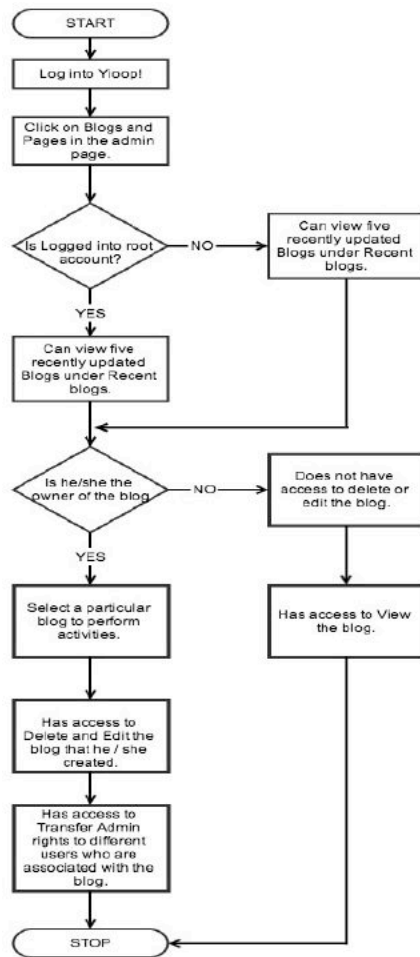 START
Log into Yioop!
Click on Blogs and
Pages in the admin
page.
Is Logged into root
account?
NO
Can view five
recently updated
Blogs under Recent
blogs.
YES
Can view five
recently updated
Blogs under Recent
blogs.
Is he/she the
owner of the blog
NO
Does not have
access to delete or
edit the blog.
YES
Select a particular
blog to perform
activities.
Has access to View
the blog.
Has access to
Delete and Edit the
blog that he / she
created.
Has access to
Transfer Admin
rights to different
users who are
associated with the
blog.
STOP